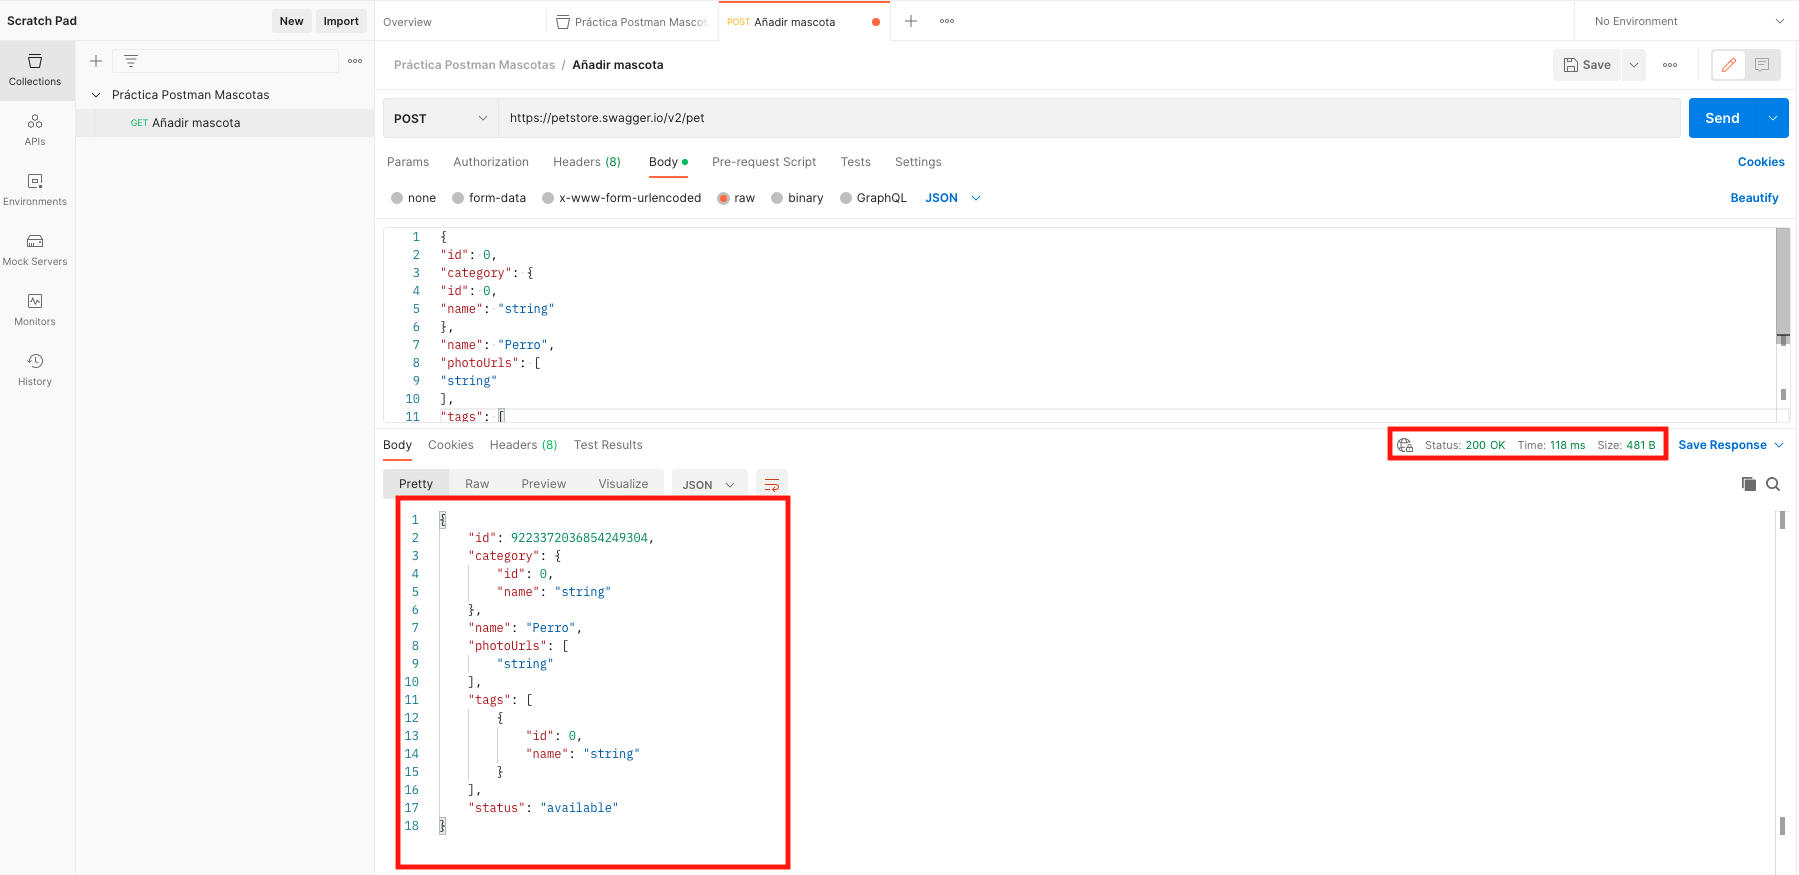 Scratch Pad
New
Import
Overview
Práctica Postman Mascot
POST Añadir mascota
No Environment
Collections
APIs
Environments
Mock Servers
Monitors
History
Práctica Postman Mascotas
GET Añadir mascota
Práctica Postman Mascotas / Añadir mascota
Save
POST
https://petstore.swagger.io/v2/pet
Send
Params
Authorization
Headers (8)
Body
Pre-request Script
Tests
Settings
Cookies
none
form-data
x-www-form-urlencoded
raw
binary
GraphQL
JSON
Beautify
1 {
2 "id": 0,
3 "category": {
4 "id": 0,
5 "name": "string"
6 },
7 "name": "Perro",
8 "photoUrls": [
9 "string"
10 ],
11 "tags": [
Body
Cookies
Headers (8)
Test Results
Status: 200 OK
Time: 118 ms
Size: 481 B
Save Response
Pretty
Raw
Preview
Visualize
JSON
1 {
2 "id": 9223372036854249304,
3 "category": {
4 "id": 0,
5 "name": "string"
6 },
7 "name": "Perro",
8 "photoUrls": [
9 "string"
10 ],
11 "tags": [
12 {
13 "id": 0,
14 "name": "string"
15 }
16 ],
17 "status": "available"
18 }